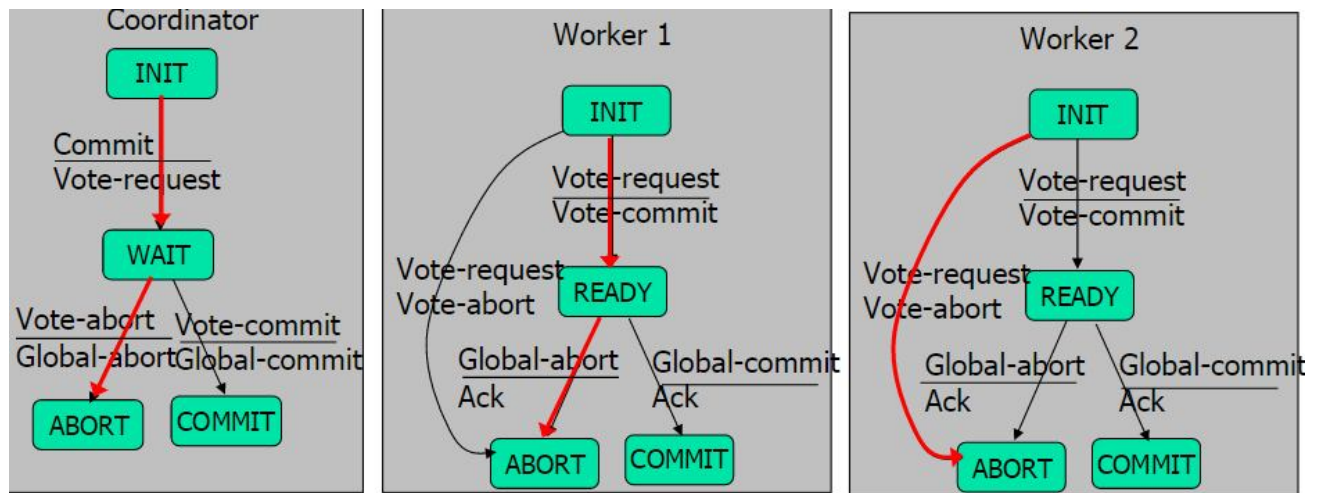 Coordinator
INIT
Commit
Vote-request
WAIT
Vote-abort
Global-abort
Vote-commit
Global-commit
ABORT
COMMIT
Worker 1
INIT
Vote-request
Vote-commit
Vote-request
Vote-abort
READY
Global-abort
Ack
Global-commit
Ack
ABORT
COMMIT
Worker 2
INIT
Vote-request
Vote-commit
Vote-request
Vote-abort
READY
Global-abort
Ack
Global-commit
Ack
ABORT
COMMIT